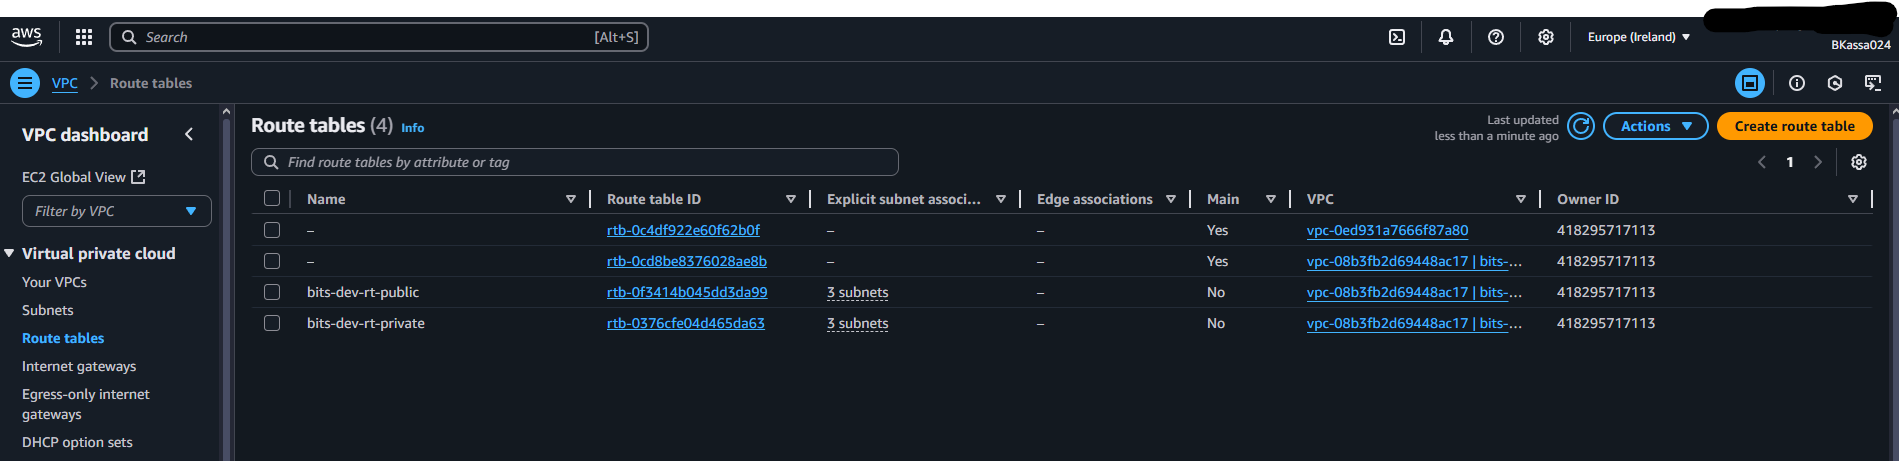 aws Search [Alt+S] Europe (Ireland)
BKassa024
VPC Route tables
VPC dashboard
EC2 Global View
Filter by VPC
Virtual private cloud
Your VPCs
Subnets
Route tables
Internet gateways
Egress-only internet
gateways
DHCP option sets
Route tables (4) Info
Last updated
less than a minute ago
Actions
Create route table
Find route tables by attribute or tag
1
Name Route table ID Explicit subnet associ... Edge associations Main VPC Owner ID
– rtb-0c4df922e60f62b0f – – Yes vpc-0ed931a7666f87a80 418295717113
– rtb-0cd8be8376028ae8b – – Yes vpc-08b3fb2d69448ac17 | bits-... 418295717113
bits-dev-rt-public rtb-0f3414b045dd3da99 3 subnets – No vpc-08b3fb2d69448ac17 | bits-... 418295717113
bits-dev-rt-private rtb-0376cfe04d465da63 3 subnets – No vpc-08b3fb2d69448ac17 | bits-... 418295717113